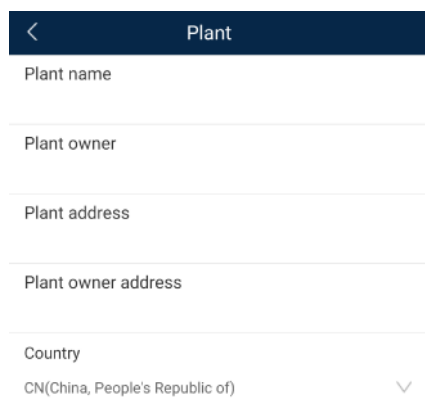 Plant
Plant name
Plant owner
Plant address
Plant owner address
Country
CN(China, People's Republic of)